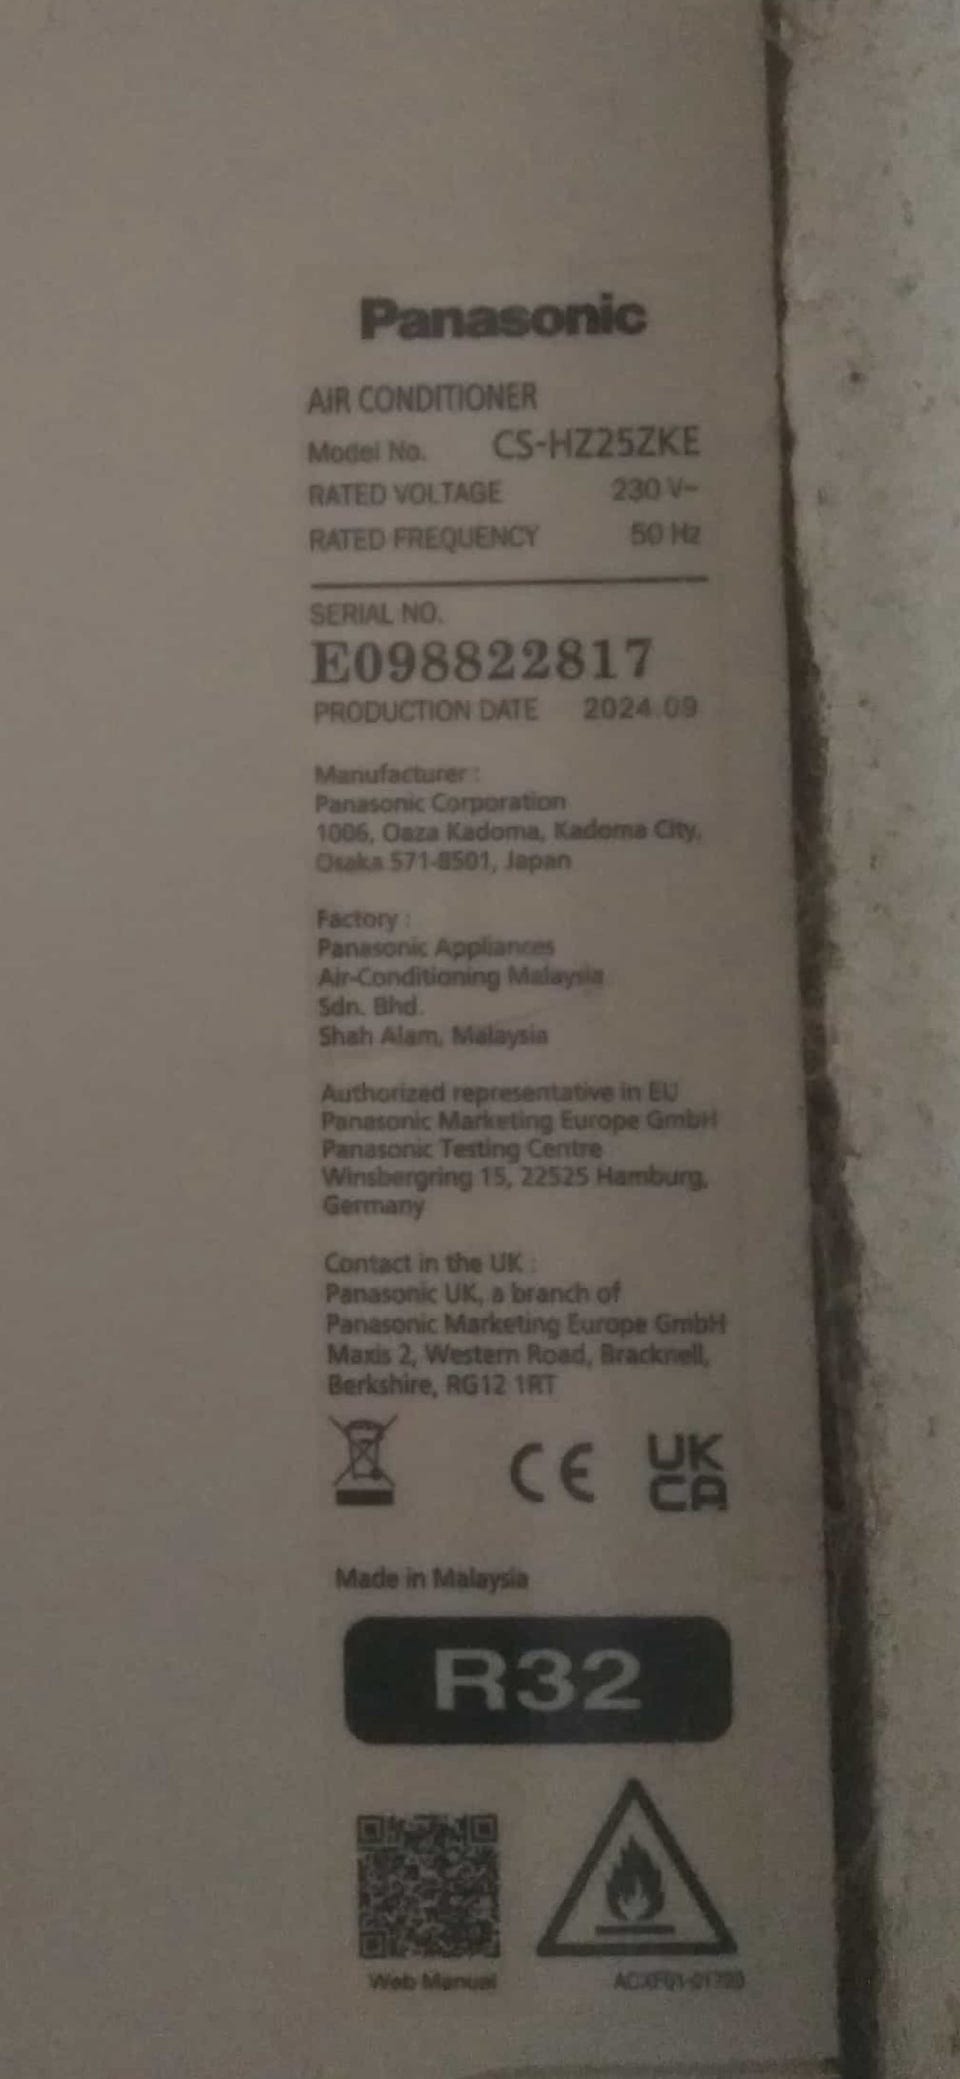 Panasonic
AIR CONDITIONER
Model No. CS-HZ25ZKE
RATED VOLTAGE 230 V~
RATED FREQUENCY 50 Hz
SERIAL NO.
E098822817
PRODUCTION DATE 2024.09
Manufacturer :
Panasonic Corporation
1006, Oaza Kadoma, Kadoma City,
Osaka 571-8501, Japan
Factory :
Panasonic Appliances
Air-Conditioning Malaysia
Sdn. Bhd.
Shah Alam, Malaysia
Authorized representative in EU
Panasonic Marketing Europe GmbH
Panasonic Testing Centre
Winsbergring 15, 22525 Hamburg,
Germany
Contact in the UK :
Panasonic UK, a branch of
Panasonic Marketing Europe GmbH
Maxis 2, Western Road, Bracknell,
Berkshire, RG12 1RT
CE UK
CA
Made in Malaysia
R32
Web Manual